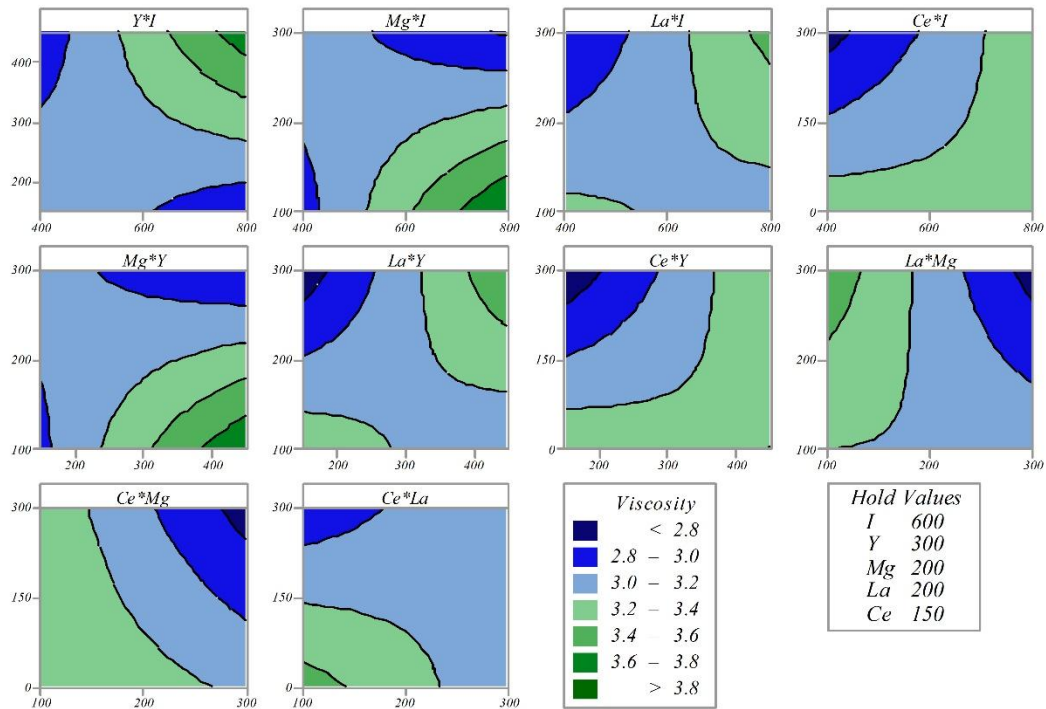 Y*I
400
300
200
400 600 800
Mg*I
300
200
100
400 600 800
La*I
300
200
100
400 600 800
Ce*I
300
150
0
400 600 800
Mg*Y
300
200
100
200 300 400
La*Y
300
200
100
200 300 400
Ce*Y
300
150
0
200 300 400
La*Mg
300
200
100
100 200 300
Ce*Mg
300
150
0
100 200 300
Ce*La
300
150
0
100 200 300
Viscosity
< 2.8
2.8 – 3.0
3.0 – 3.2
3.2 – 3.4
3.4 – 3.6
3.6 – 3.8
> 3.8
Hold Values
I 600
Y 300
Mg 200
La 200
Ce 150